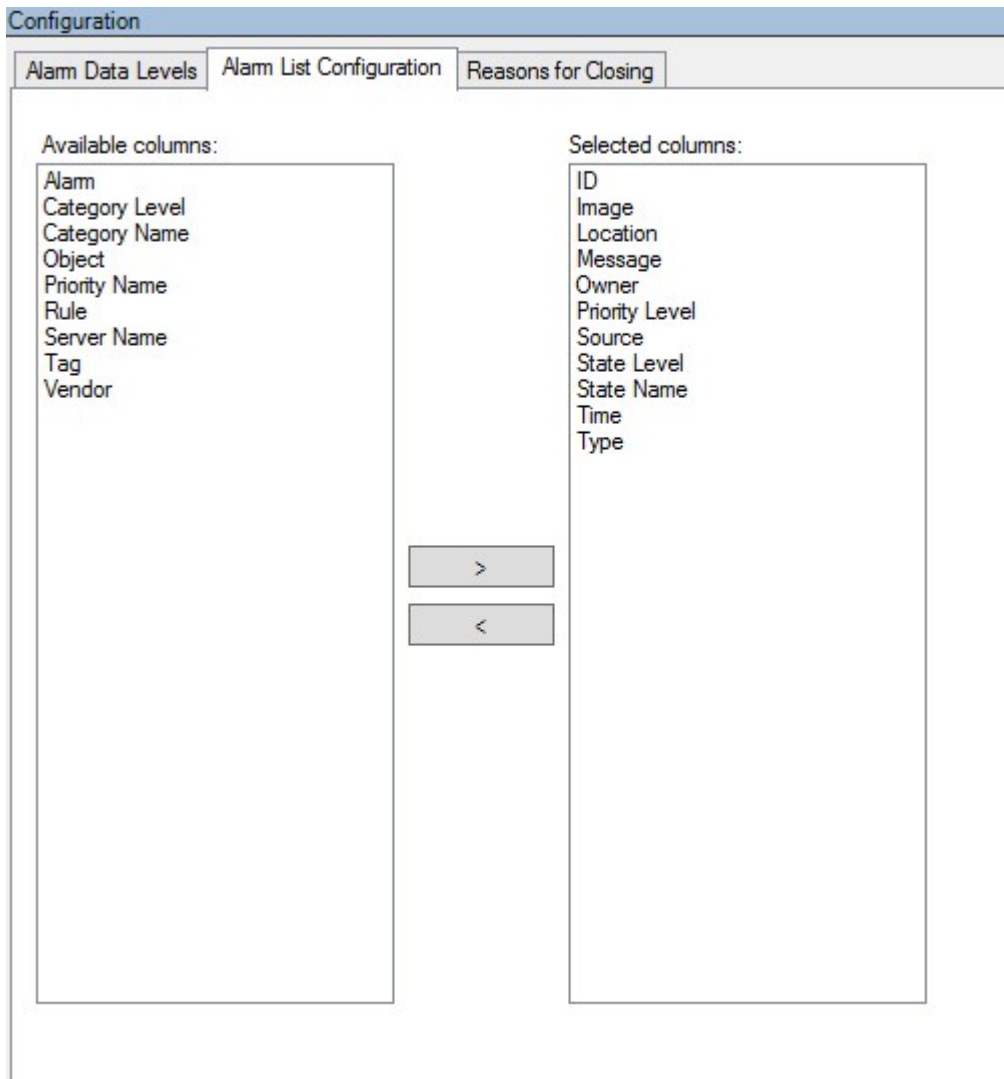 Configuration
Alarm Data Levels
Alarm List Configuration
Reasons for Closing
Available columns:
Alarm
Category Level
Category Name
Object
Priority Name
Rule
Server Name
Tag
Vendor
>
<
Selected columns:
ID
Image
Location
Message
Owner
Priority Level
Source
State Level
State Name
Time
Type